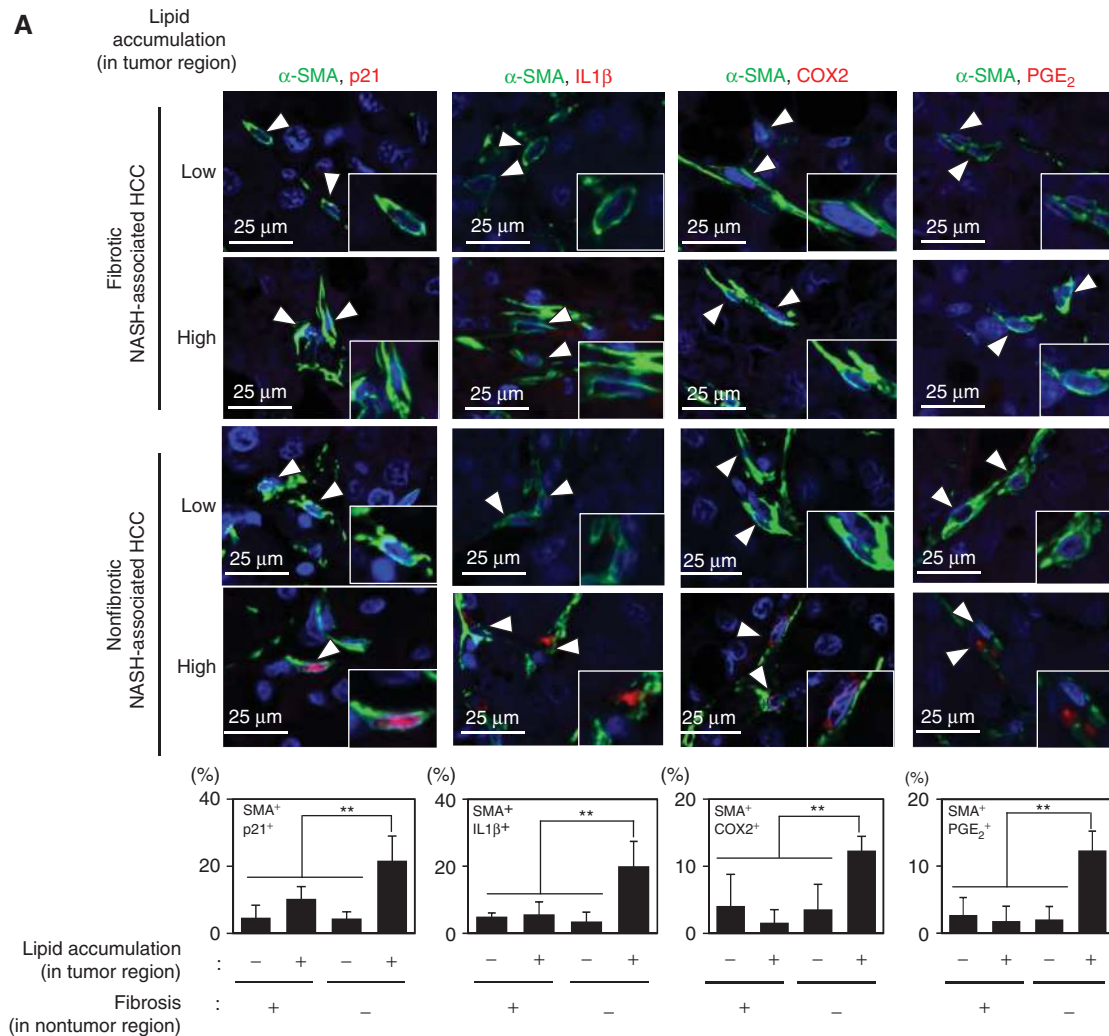 A
Lipid
accumulation
(in tumor region)
α-SMA, p21
α-SMA, IL1β
α-SMA, COX2
α-SMA, PGE₂
Fibrotic
NASH-associated HCC
Low
25 μm
25 μm
25 μm
25 μm
High
25 μm
25 μm
25 μm
25 μm
Nonfibrotic
NASH-associated HCC
Low
25 μm
25 μm
25 μm
25 μm
High
25 μm
25 μm
25 μm
25 μm
(%)
40
20
0
SMA⁺
p21⁺
**
(%)
40
20
0
SMA+
IL1β+
**
(%)
20
10
0
SMA⁺
COX2⁺
**
(%)
20
10
0
SMA⁺
PGE₂⁺
**
Lipid accumulation
(in tumor region)
: − + − + − + − + − + − + − + − +
Fibrosis
(in nontumor region)
: + − + − + − + −